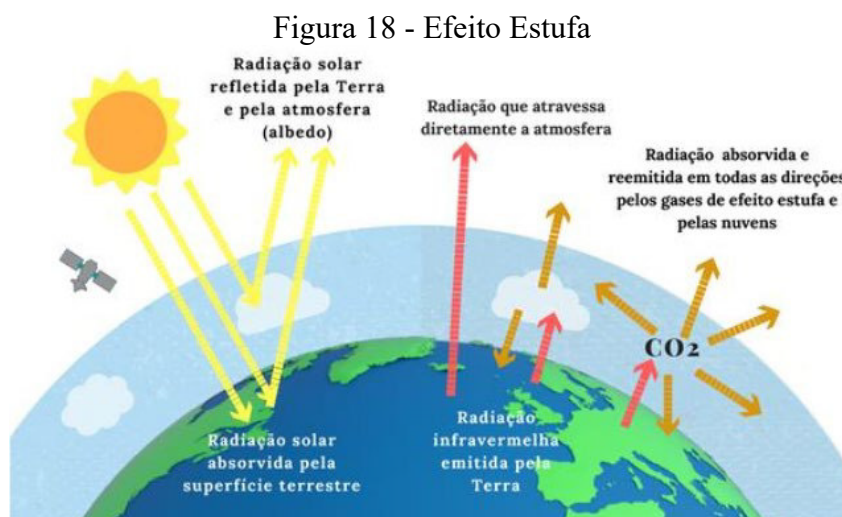 Figura 18 - Efeito Estufa
Radiação solar
refletida pela Terra
e pela atmosfera
(albedo)
Radiação que atravessa
diretamente a atmosfera
Radiação absorvida e
reemitida em todas as direções
pelos gases de efeito estufa e
pelas nuvens
CO2
Radiação solar
absorvida pela
superfície terrestre
Radiação
infravermelha
emitida pela
Terra